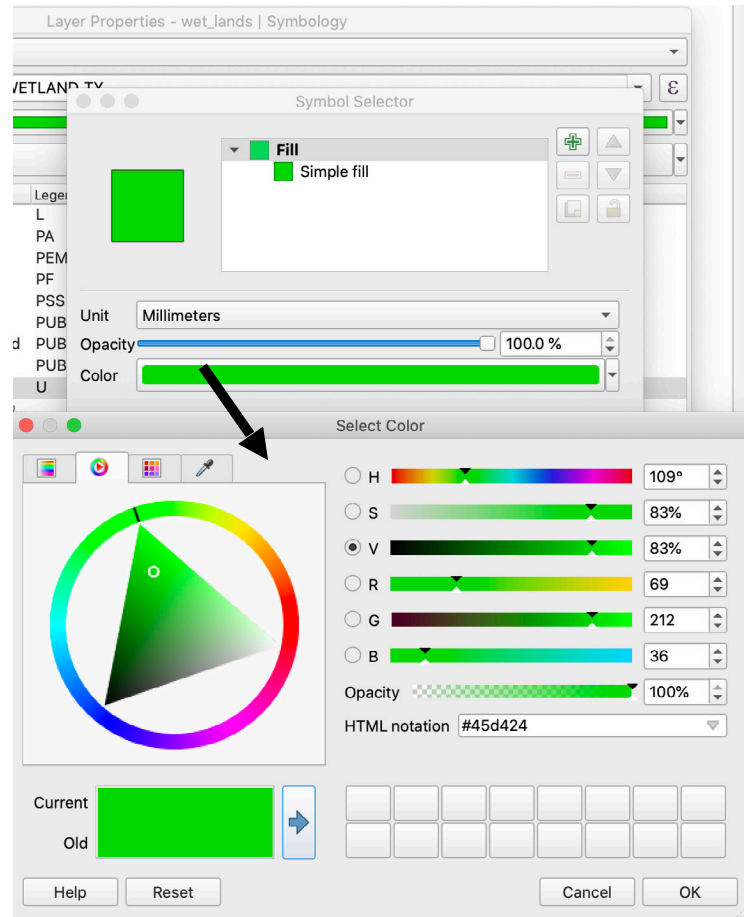 Layer Properties - wet_lands | Symbology
ε
Symbol Selector
Fill
Simple fill
L
PA
PEM
PF
PSS
PUB
d PUB
PUB
U
Unit Millimeters
Opacity 100.0 %
Color
Select Color
H 109°
S 83%
V 83%
R 69
G 212
B 36
Opacity 100%
HTML notation #45d424
Current
Old
Help Reset Cancel OK